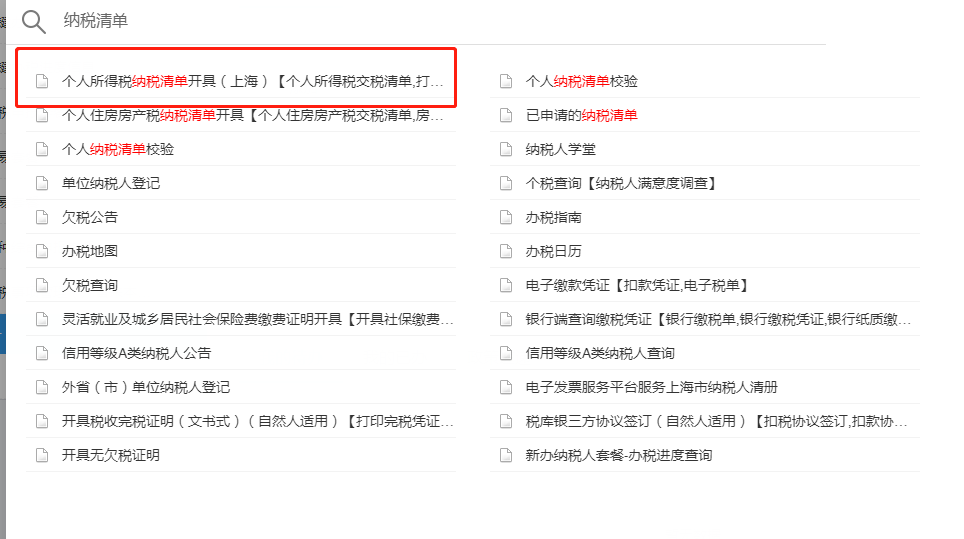 纳税清单
个人所得税纳税清单开具（上海）【个人所得税交税清单,打…
个人纳税清单校验
个人住房房产税纳税清单开具【个人住房房产税交税清单,房…
已申请的纳税清单
个人纳税清单校验
纳税人学堂
单位纳税人登记
个税查询【纳税人满意度调查】
欠税公告
办税指南
办税地图
办税日历
欠税查询
电子缴款凭证【扣款凭证,电子税单】
灵活就业及城乡居民社会保险费缴费证明开具【开具社保缴费…
银行端查询缴税凭证【银行缴税单,银行缴税凭证,银行纸质缴…
信用等级A类纳税人公告
信用等级A类纳税人查询
外省（市）单位纳税人登记
电子发票服务平台服务上海市纳税人清册
开具税收完税证明（文书式）（自然人适用）【打印完税凭证…
税库银三方协议签订（自然人适用）【扣税协议签订,扣款协…
开具无欠税证明
新办纳税人套餐-办税进度查询